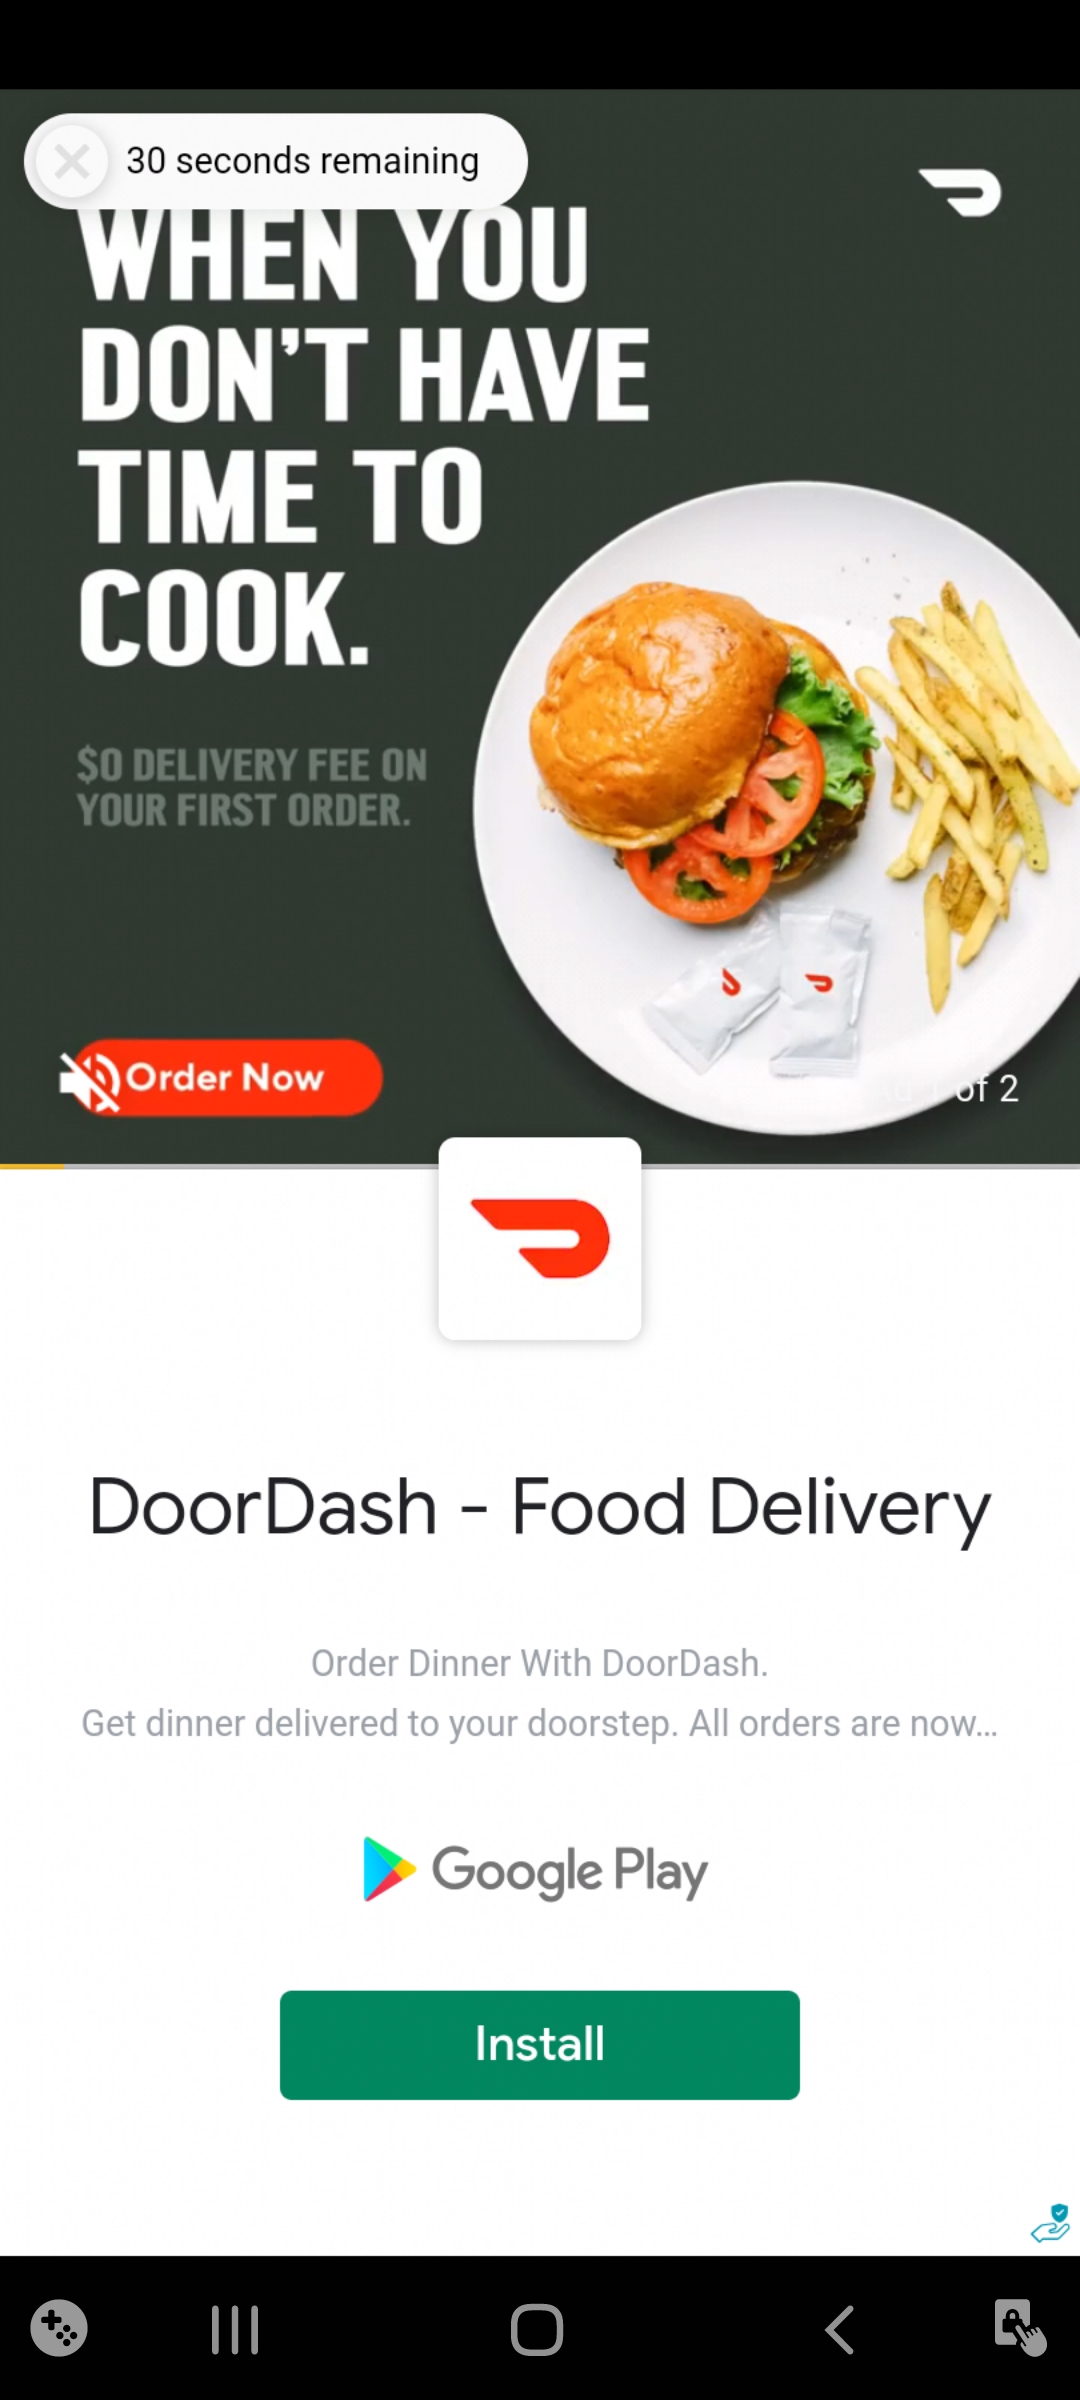 30 seconds remaining
WHEN YOU
DON'T HAVE
TIME TO
COOK.
$0 DELIVERY FEE ON
YOUR FIRST ORDER.
Order Now
1 of 2
DoorDash - Food Delivery
Order Dinner With DoorDash.
Get dinner delivered to your doorstep. All orders are now...
Google Play
Install